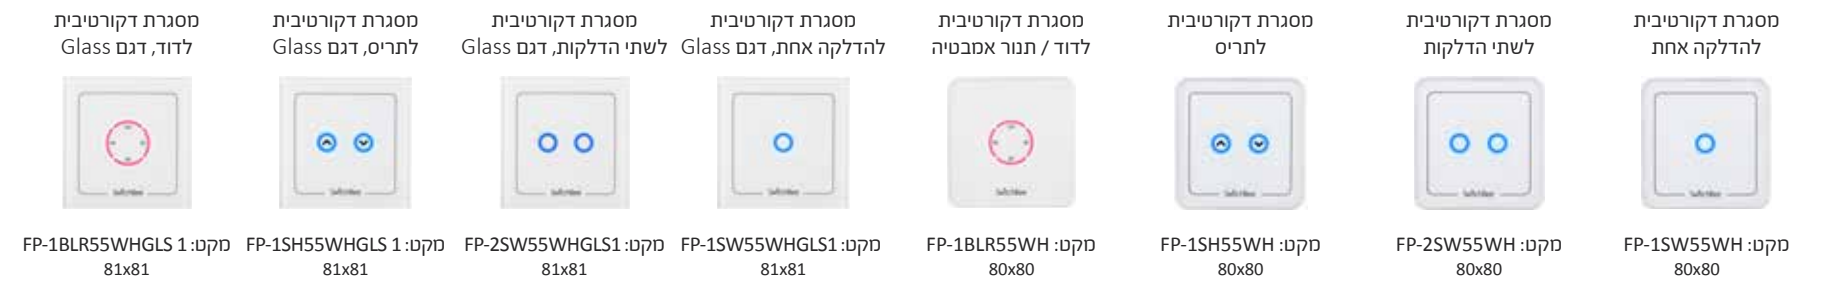 מסגרת דקורטיבית
להדלקה אחת
מקט: FP-1SW55WH
80x80
מסגרת דקורטיבית
לשתי הדלקות
מקט: FP-2SW55WH
80x80
מסגרת דקורטיבית
לתריס
מקט: FP-1SH55WH
80x80
מסגרת דקורטיבית
לדוד / תנור אמבטיה
מקט: FP-1BLR55WH
80x80
מסגרת דקורטיבית
להדלקה אחת, דגם Glass
מקט: FP-1SW55WHGLS1
81x81
מסגרת דקורטיבית
לשתי הדלקות, דגם Glass
מקט: FP-2SW55WHGLS1
81x81
מסגרת דקורטיבית
לתריס, דגם Glass
מקט: FP-1SH55WHGLS 1
81x81
מסגרת דקורטיבית
לדוד, דגם Glass
מקט: FP-1BLR55WHGLS 1
81x81